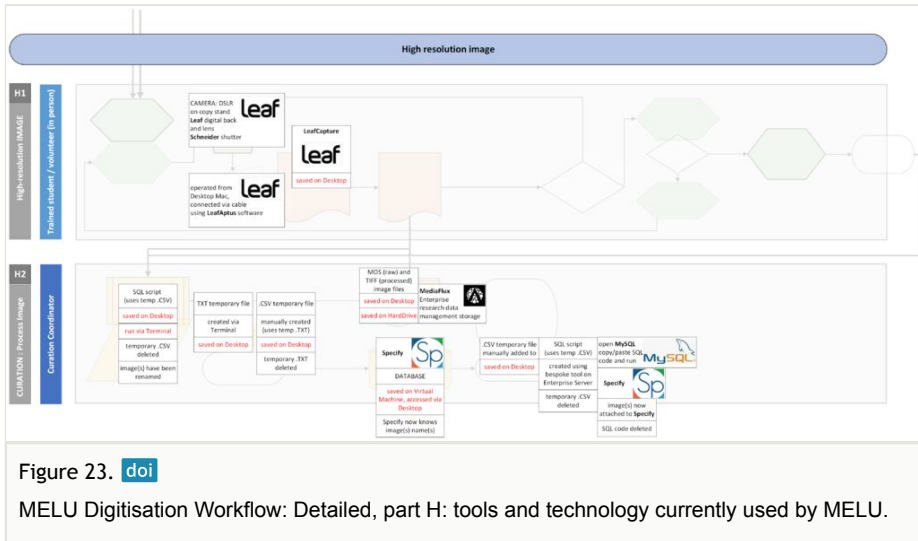 High resolution image
H1
High-resolution IMAGE
Trained student / volunteer (in person)
CAMERA: DSLR
on copy stand
Leaf digital back
and lens
Schneider shutter
Leaf
operated from
Desktop Mac,
connected via cable
using LeafAptus software
Leaf
LeafCapture
Leaf
saved on Desktop
H2
CURATION: Process Image
Curation Coordinator
SQL script
(uses temp .CSV)
saved on Desktop
run via Terminal
temporary .CSV
deleted
image(s) have been
renamed
TXT temporary file
created via
Terminal
saved on Desktop
.CSV temporary file
manually created
(uses temp .TXT)
saved on Desktop
temporary .TXT
deleted
MOS (raw) and
TIFF (processed)
image files
saved on Desktop
saved on HardDrive
MediaFlux
Enterprise
research data
management storage
Specify
Sp
DATABASE
saved on Virtual
Machine, accessed via
Desktop
Specify now knows
image(s) name(s)
.CSV temporary file
manually added to
saved on Desktop
SQL script
(uses temp .CSV)
created using
bespoke tool on
Enterprise Server
temporary .CSV
deleted
open MySQL
copy/paste SQL
code and run
MySQL
Specify
Sp
image(s) now
attached to Specify
SQL code deleted
Figure 23. doi
MELU Digitisation Workflow: Detailed, part H: tools and technology currently used by MELU.